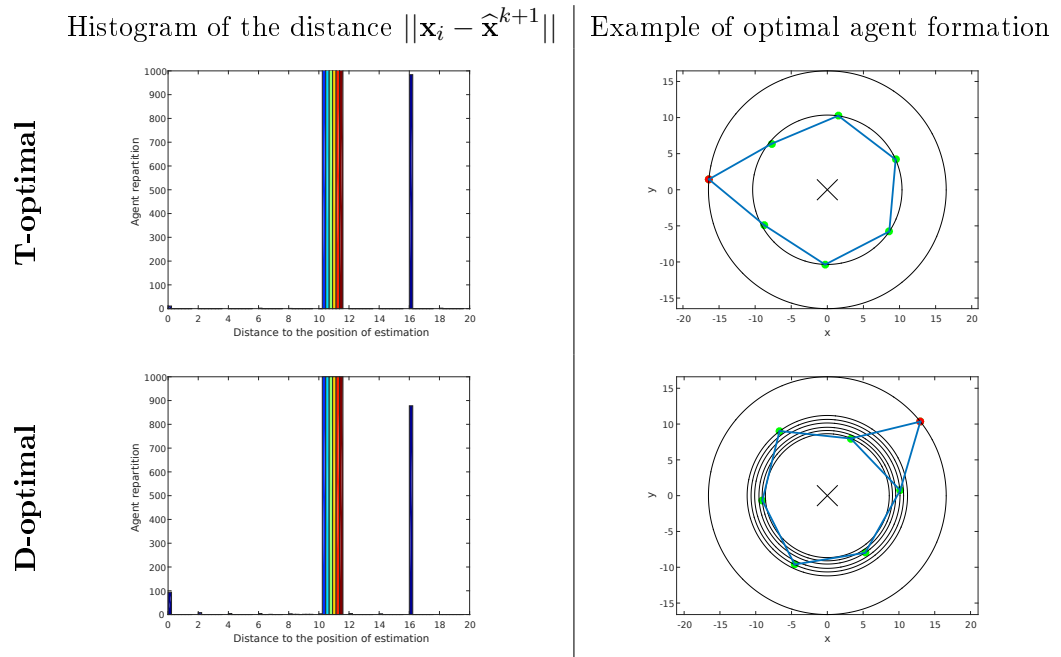 Histogram of the distance ||𝐱_i − 𝐱̂^{k+1}||
Example of optimal agent formation
T-optimal
Agent repartition
1000
900
800
700
600
500
400
300
200
100
0
0 2 4 6 8 10 12 14 16 18 20
Distance to the position of estimation
y
15
10
5
0
-5
-10
-15
-20 -15 -10 -5 0 5 10 15 20
x
D-optimal
Agent repartition
1000
900
800
700
600
500
400
300
200
100
0
0 2 4 6 8 10 12 14 16 18 20
Distance to the position of estimation
y
15
10
5
0
-5
-10
-15
-20 -15 -10 -5 0 5 10 15 20
x